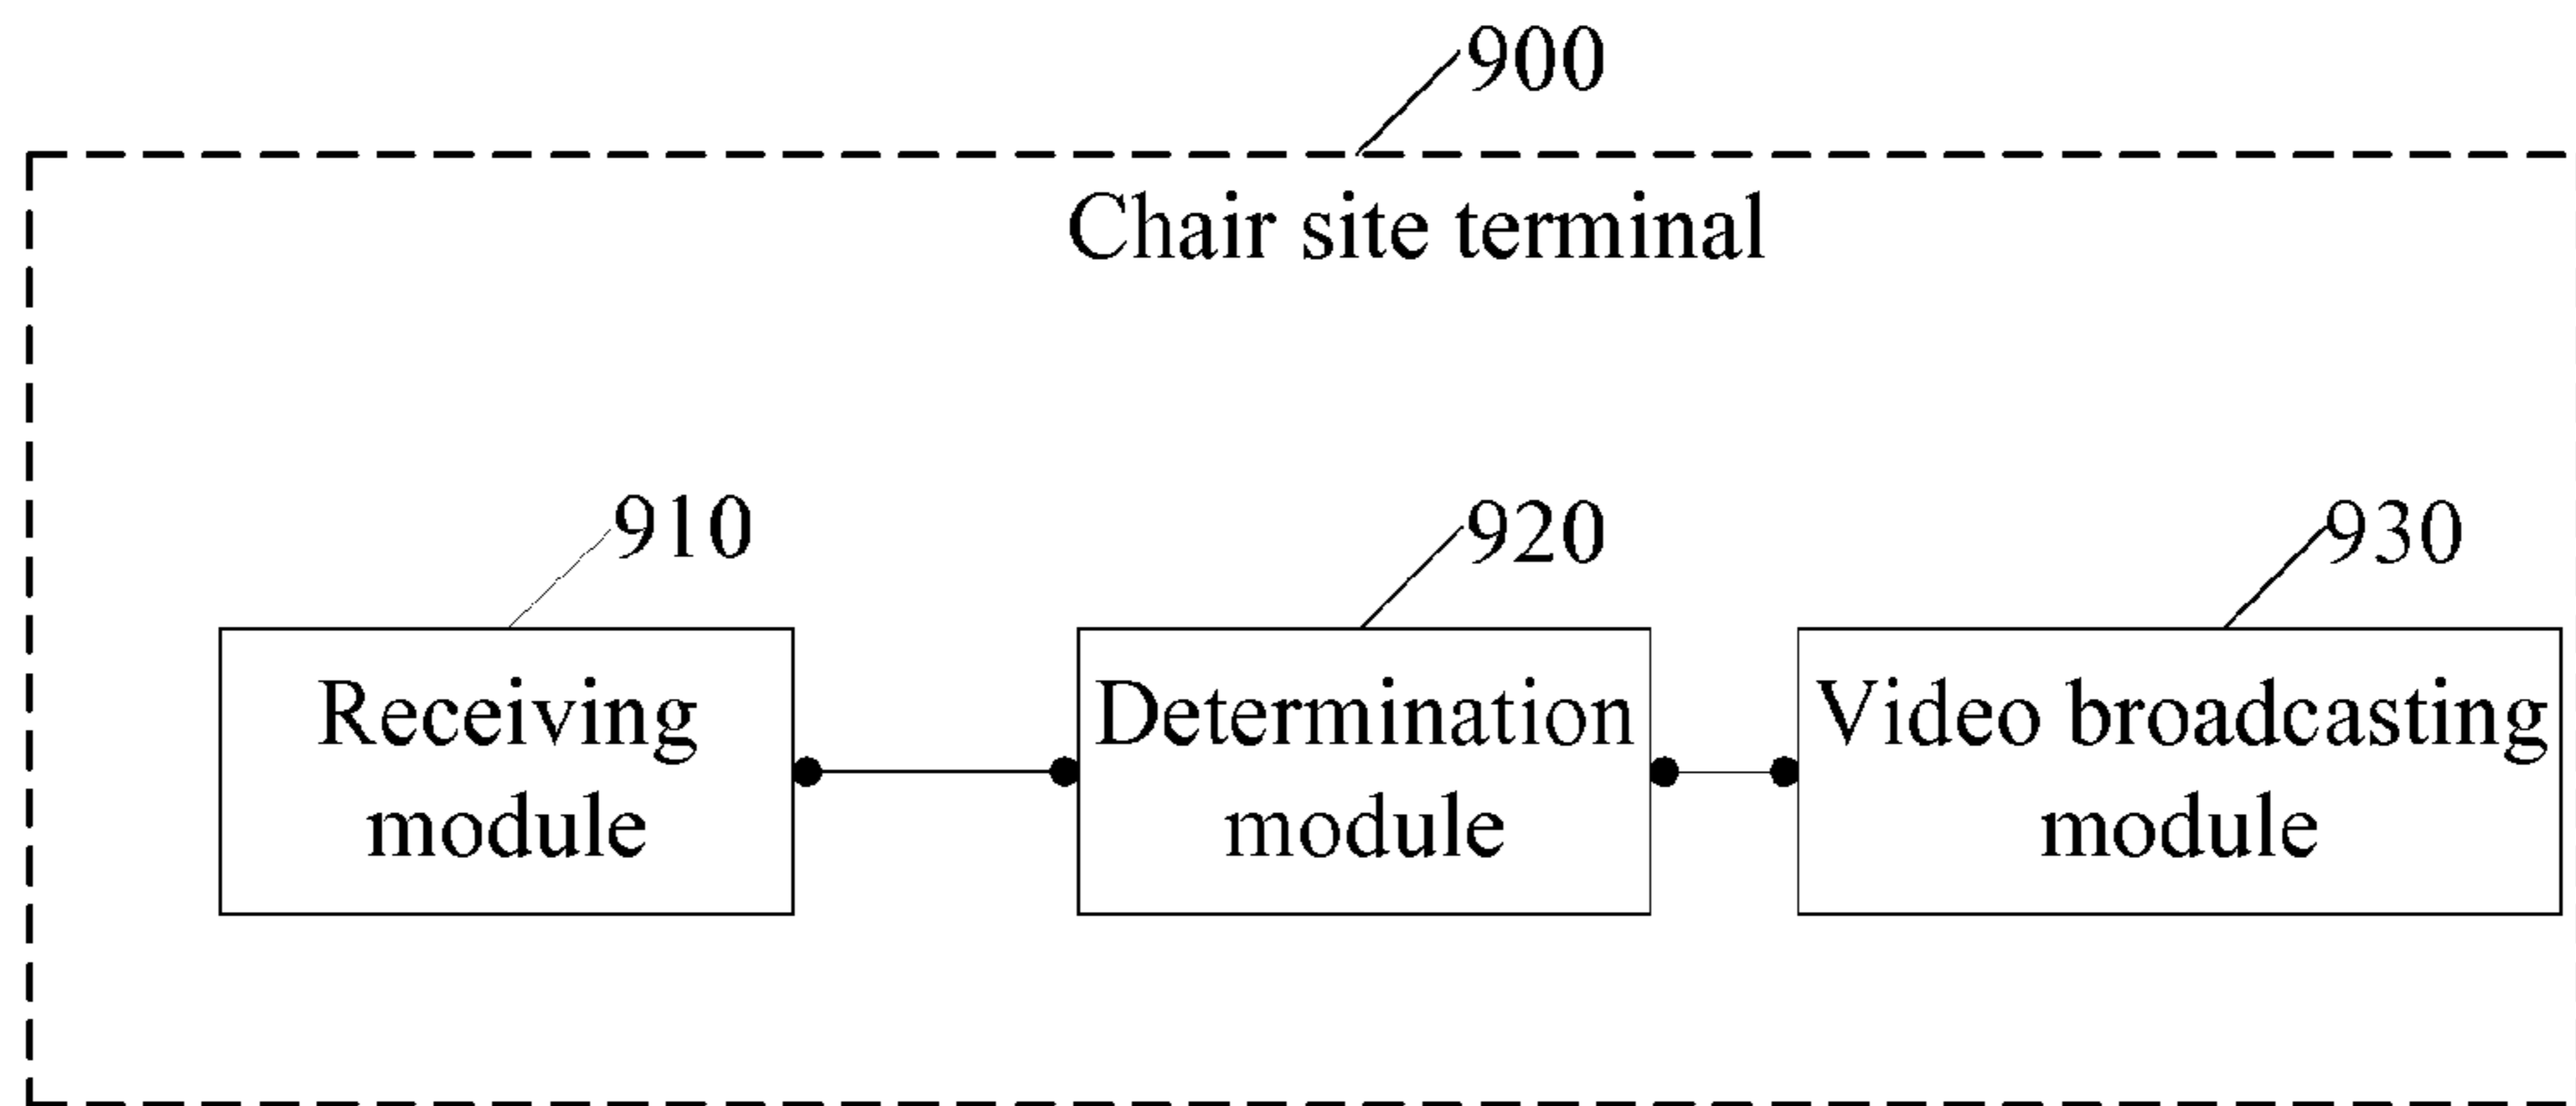 900
Chair site terminal
910
920
930
Receiving
module
Determination
module
Video broadcasting
module